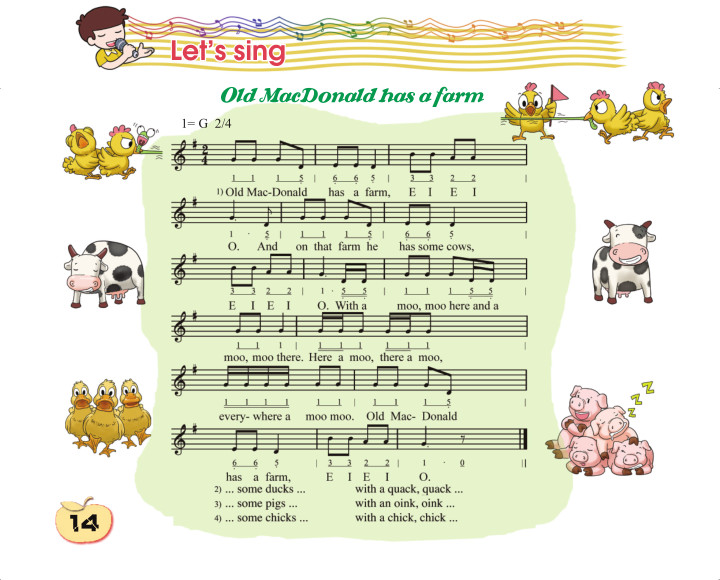 Let's sing
Old MacDonald has a farm
1= G 2/4
2
4
1 1 1 5 | 6 6 5 | 3 3 2 2 |
1) Old Mac-Donald has a farm, E I E I
1 · 5 | 1 1 1 5 | 6 6 5 |
O. And on that farm he has some cows,
3 3 2 2 | 1 · 5 5 | 1 1 1 5 5 |
E I E I O. With a moo, moo here and a
1 1 1 | 1 1 1 1 1 1 |
moo, moo there. Here a moo, there a moo,
1 1 1 1 1 1 | 1 1 1 5 |
every- where a moo moo. Old Mac- Donald
6 6 5 | 3 3 2 2 | 1 · 0 ||
has a farm, E I E I O.
2) ... some ducks ... with a quack, quack ...
3) ... some pigs ... with an oink, oink ...
4) ... some chicks ... with a chick, chick ...
z z z z
14